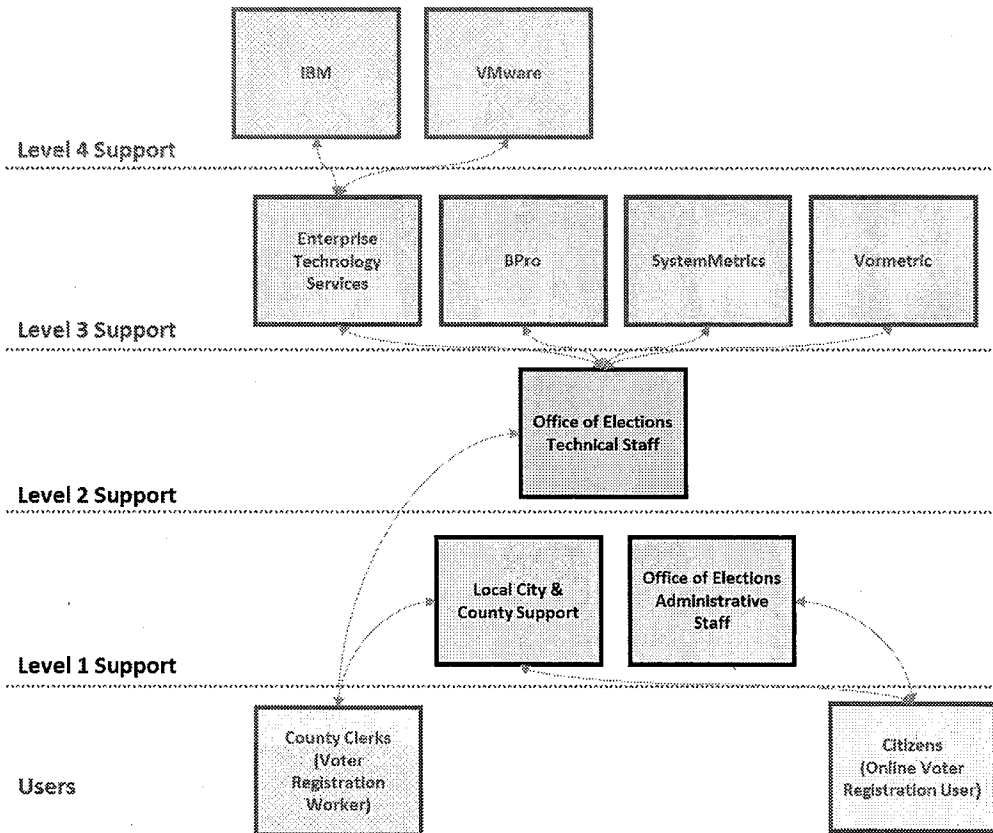 IBM
VMware
Level 4 Support
Enterprise
Technology
Services
BPro
SystemMetrics
Vormetric
Level 3 Support
Office of Elections
Technical Staff
Level 2 Support
Local City &
County Support
Office of Elections
Administrative
Staff
Level 1 Support
County Clerks
(Voter
Registration
Worker)
Citizens
(Online Voter
Registration User)
Users